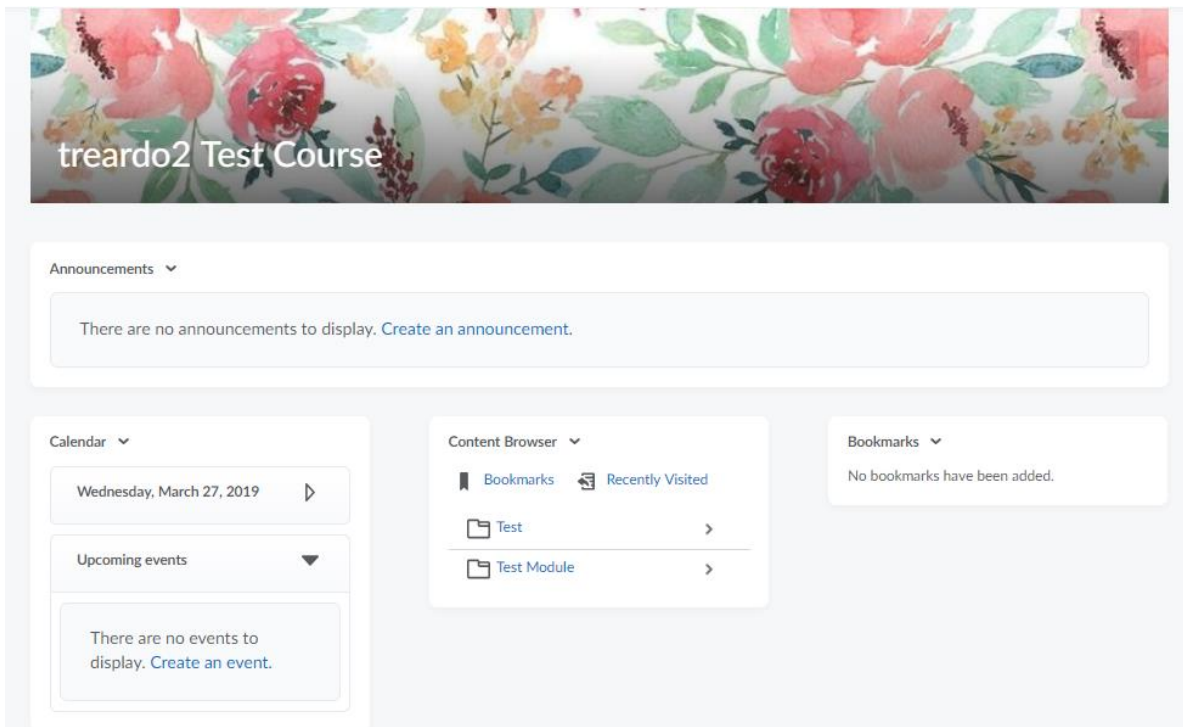 treardo2 Test Course
Announcements
There are no announcements to display. Create an announcement.
Calendar
Wednesday, March 27, 2019
Upcoming events
There are no events to
display. Create an event.
Content Browser
Bookmarks Recently Visited
Test
Test Module
Bookmarks
No bookmarks have been added.